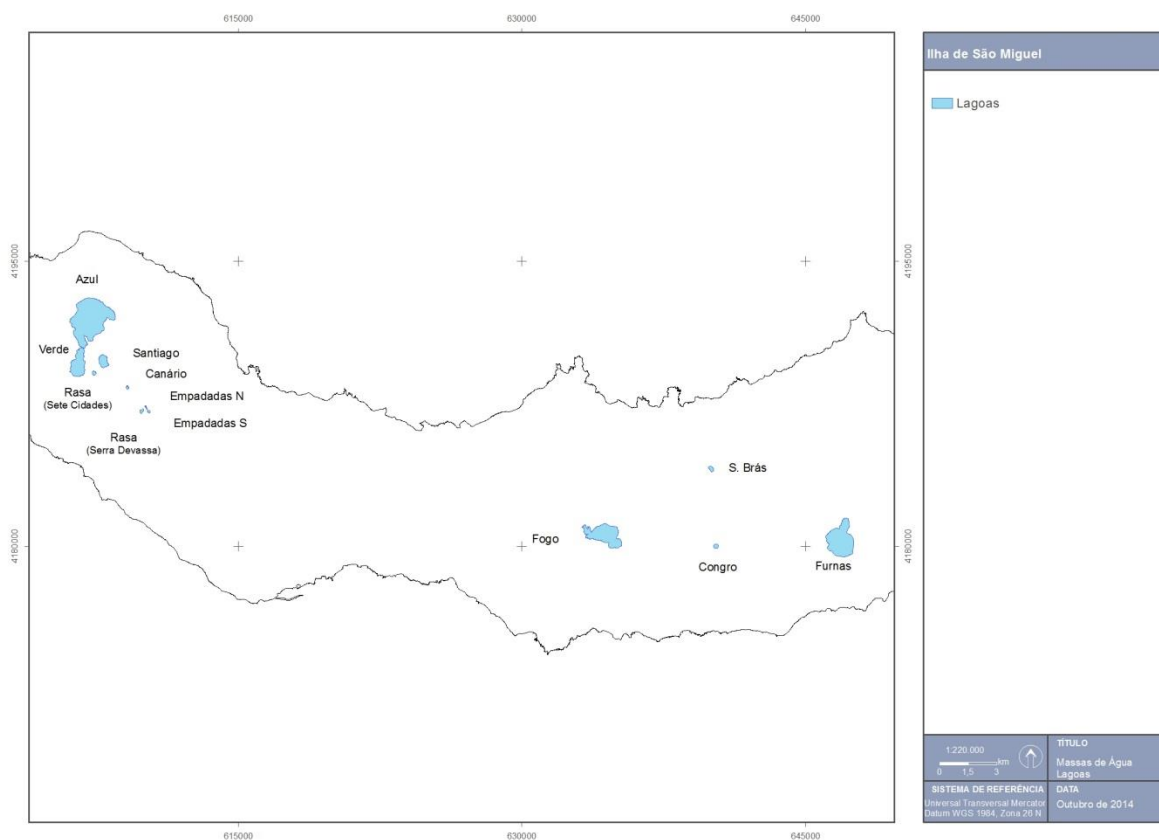 615000
630000
645000
4195000
4195000
4180000
4180000
Azul
Verde
Santiago
Canário
Rasa
(Sete Cidades)
Empadadas N
Empadadas S
Rasa
(Serra Devassa)
S. Brás
Fogo
Congro
Furnas
615000
630000
645000
Ilha de São Miguel
Lagoas
1:220.000
km
0 1,5 3
TÍTULO
Massas de Água
Lagoas
SISTEMA DE REFERÊNCIA
Universal Transversal Mercator
Datum WGS 1984, Zona 26 N
DATA
Outubro de 2014